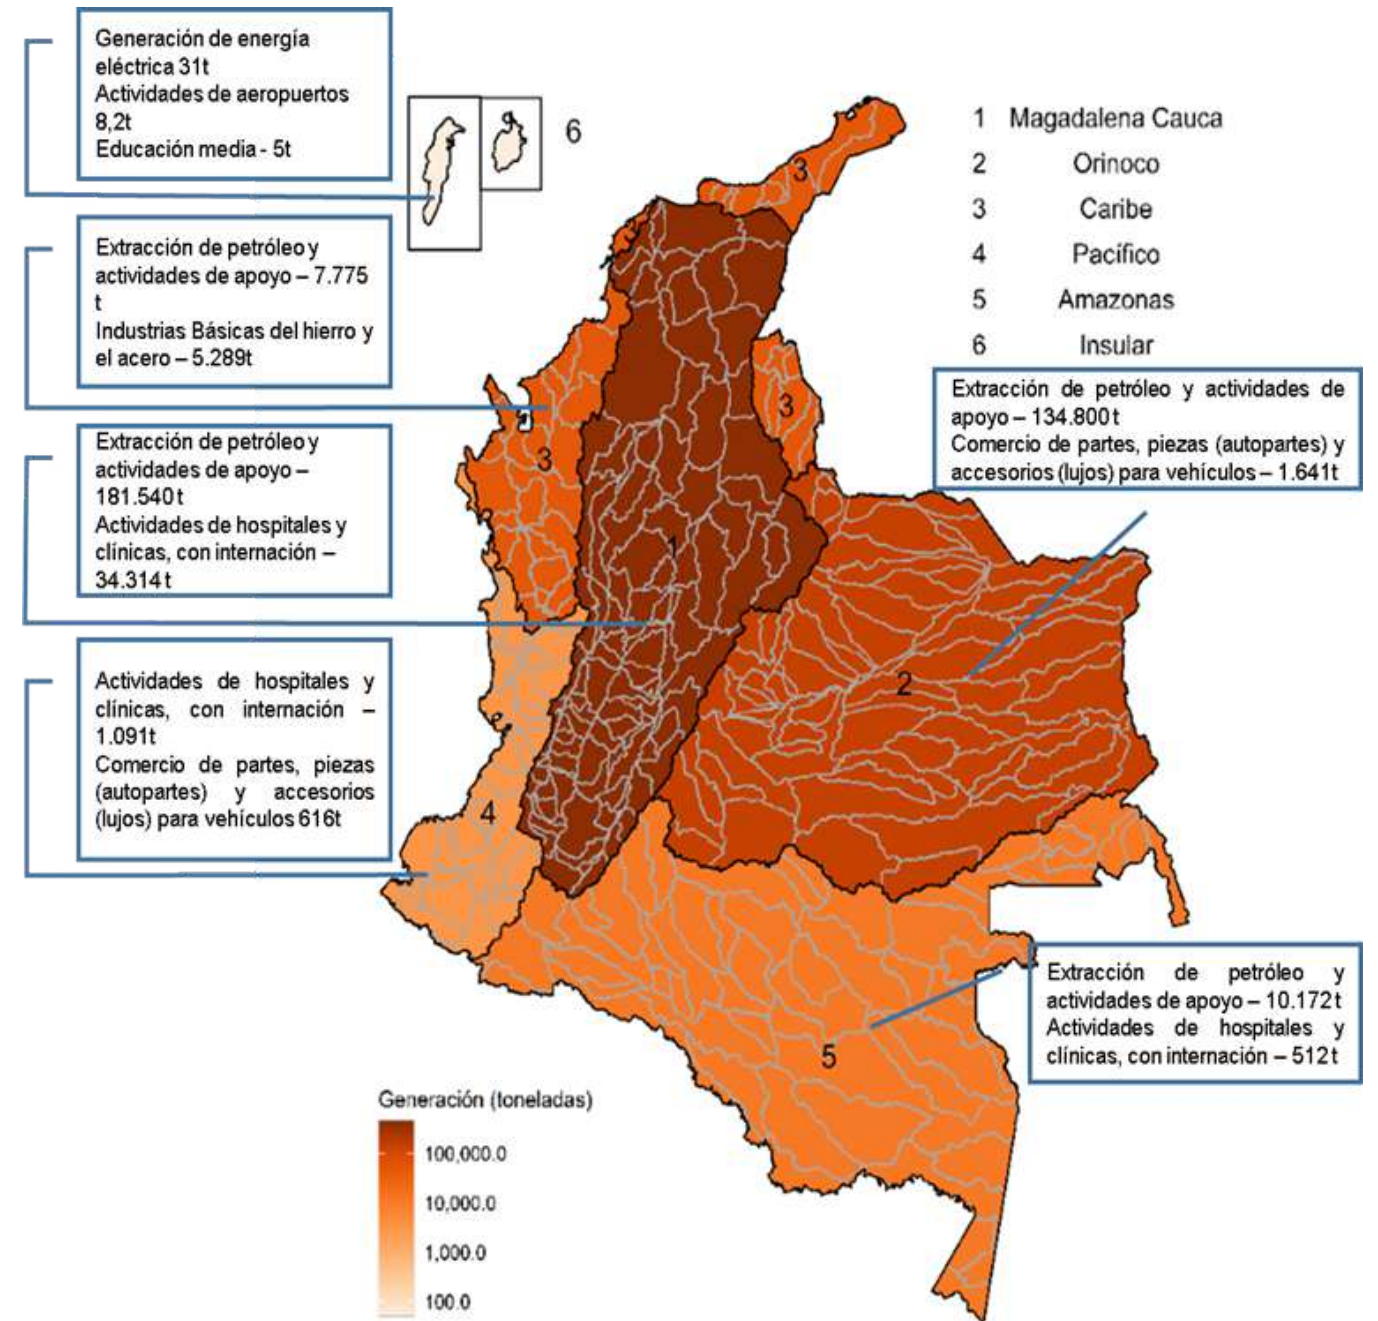 Generación de energía
eléctrica 31t
Actividades de aeropuertos
8,2t
Educación media - 5t
Extracción de petróleo y
actividades de apoyo – 7.775
t
Industrias Básicas del hierro y
el acero – 5.289t
Extracción de petróleo y
actividades de apoyo –
181.540t
Actividades de hospitales y
clínicas, con internación –
34.314t
Actividades de hospitales y
clínicas, con internación –
1.091t
Comercio de partes, piezas
(autopartes) y accesorios
(lujos) para vehículos 616t
6
3
3
3
1
2
4
5
1 Magadalena Cauca
2 Orinoco
3 Caribe
4 Pacífico
5 Amazonas
6 Insular
Extracción de petróleo y actividades de
apoyo – 134.800t
Comercio de partes, piezas (autopartes) y
accesorios (lujos) para vehículos – 1.641t
Extracción de petróleo y
actividades de apoyo – 10.172t
Actividades de hospitales y
clínicas, con internación – 512t
Generación (toneladas)
100,000.0
10,000.0
1,000.0
100.0